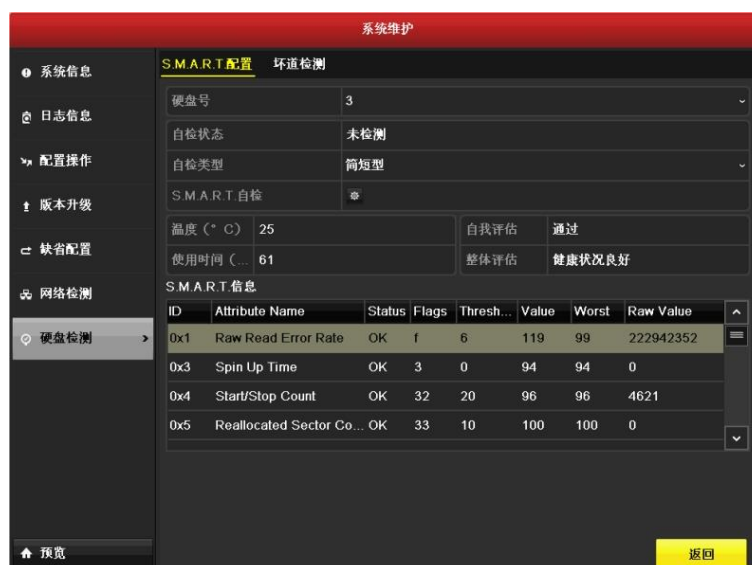 系统维护
系统信息
日志信息
配置操作
版本升级
缺省配置
网络检测
硬盘检测
预览
S.M.A.R.T.配置 坏道检测
硬盘号 3
自检状态 未检测
自检类型 简短型
S.M.A.R.T.自检
温度（° C） 25 自我评估 通过
使用时间（... 61 整体评估 健康状况良好
S.M.A.R.T.信息
ID Attribute Name Status Flags Thresh... Value Worst Raw Value
0x1 Raw Read Error Rate OK f 6 119 99 222942352
0x3 Spin Up Time OK 3 0 94 94 0
0x4 Start/Stop Count OK 32 20 96 96 4621
0x5 Reallocated Sector Co... OK 33 10 100 100 0
返回